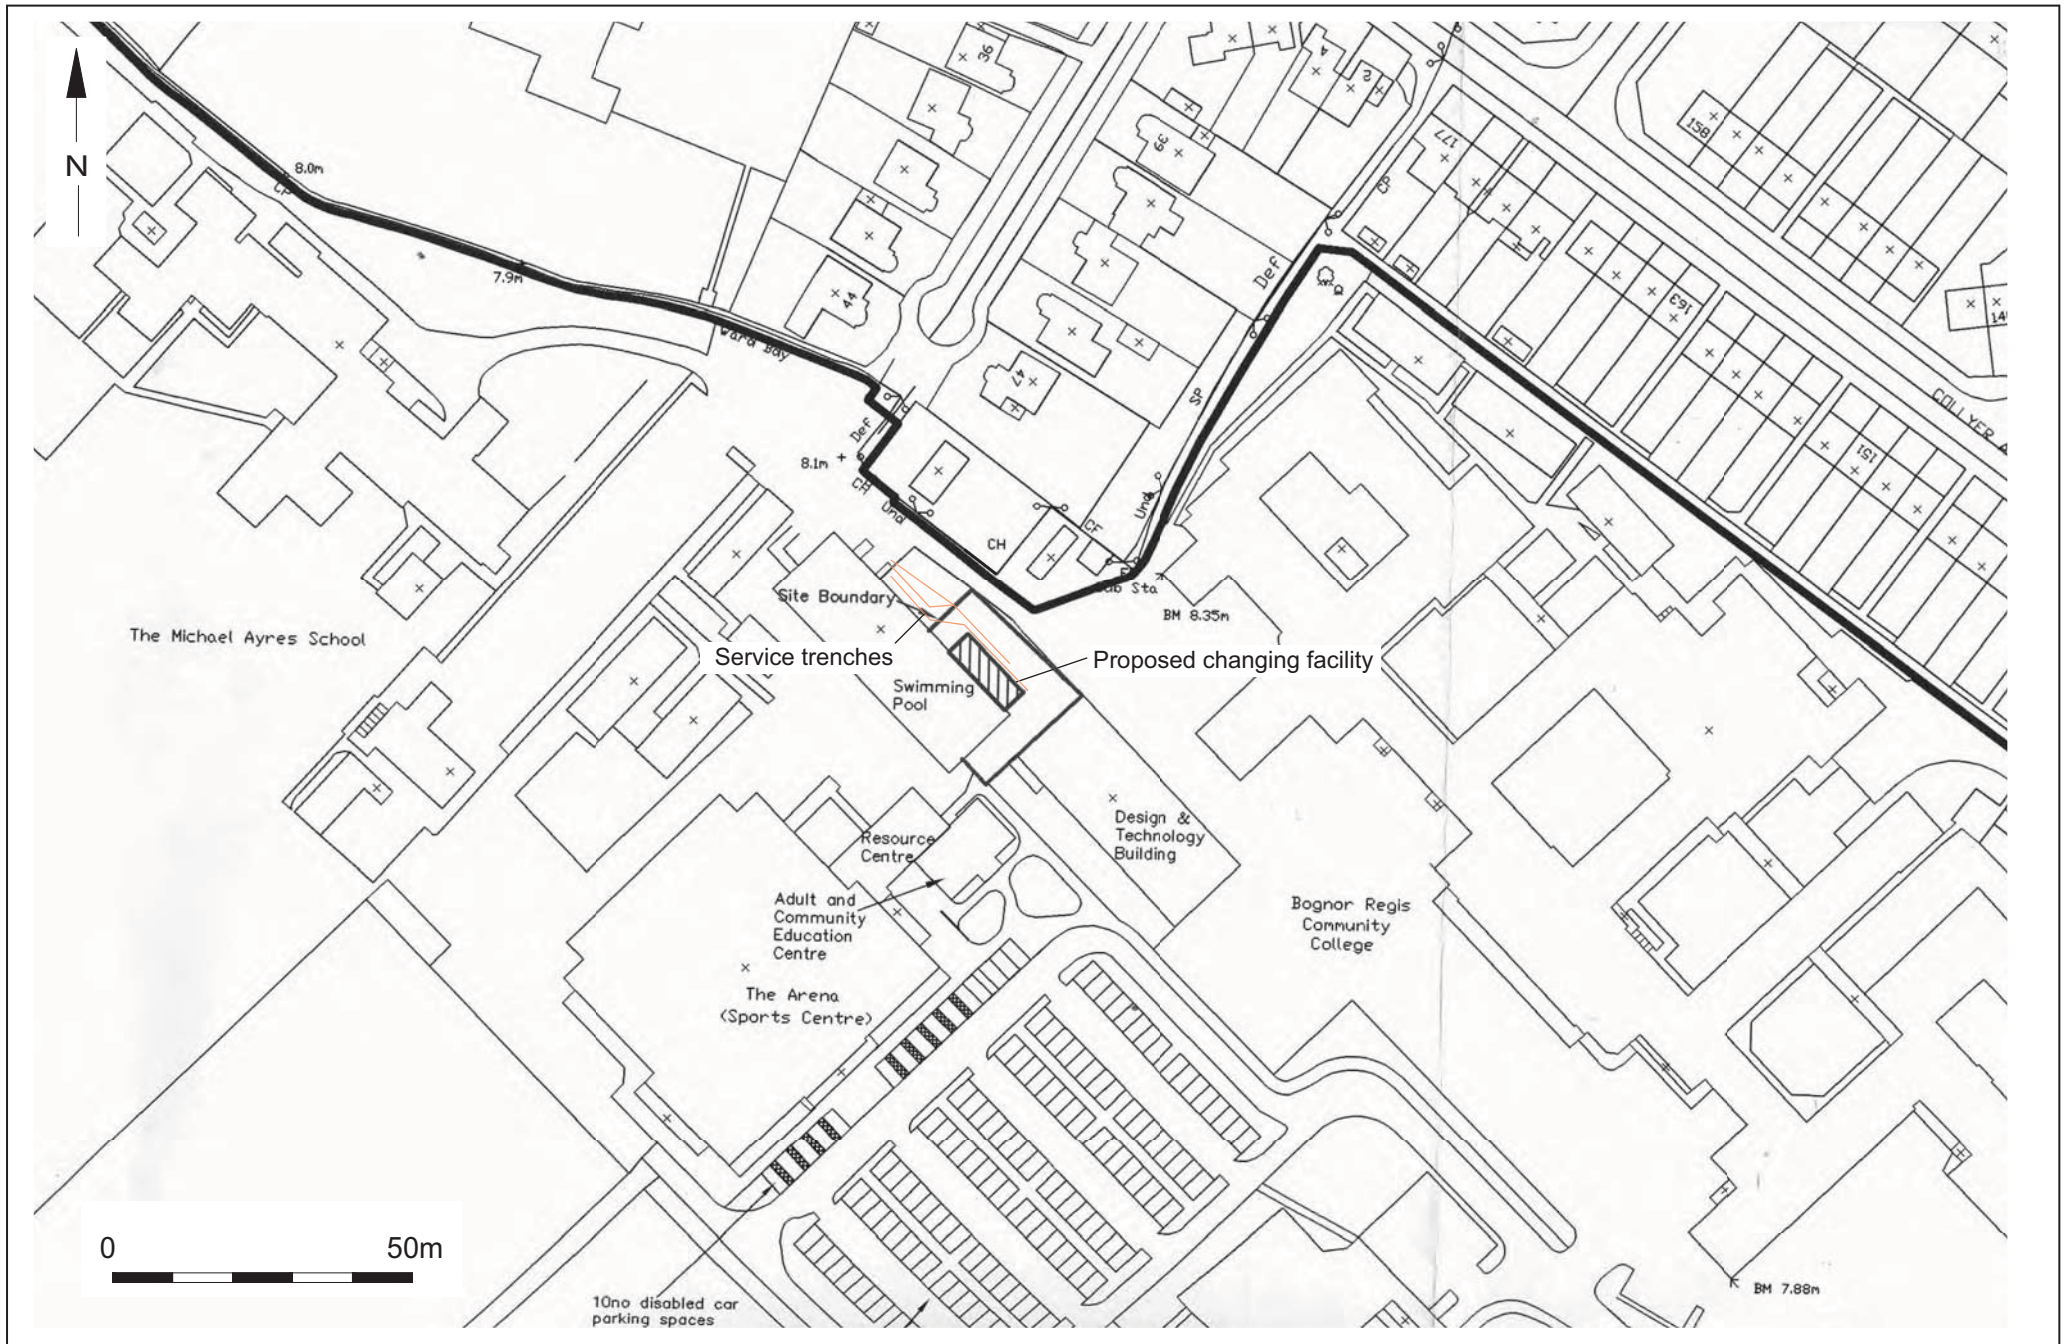 36
4
2
39
177
158
N
8.0m
CP
CP
7.9m
44
Def
163
Ward Bdy
47
SP
COLLYER A
151
Def
8.1m
CH
Und
Und
CF
CH
Sub Sta
BM 8.35m
Site Boundary
The Michael Ayres School
Service trenches
Proposed changing facility
Swimming
Pool
Design &
Technology
Building
Resource
Centre
Adult and
Community
Education
Centre
Bognor Regis
Community
College
The Arena
(Sports Centre)
0 50m
BM 7.88m
10no disabled car
parking spaces